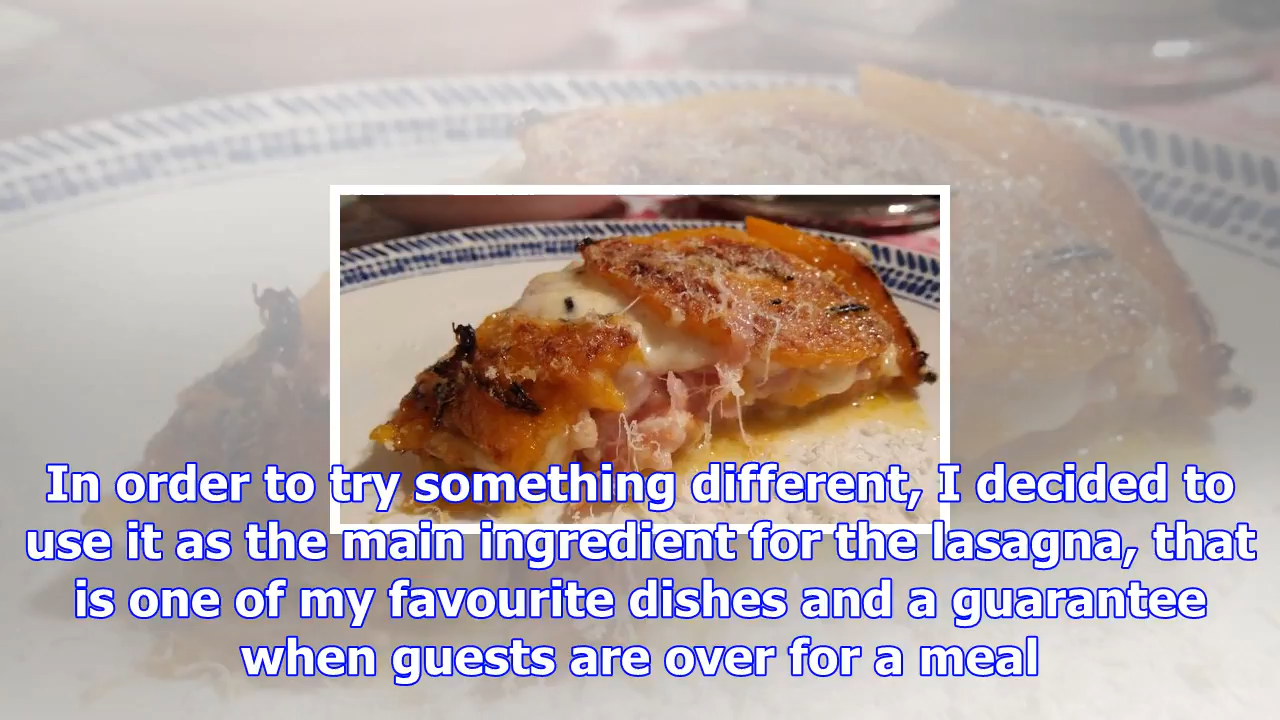 In order to try something different, I decided to
use it as the main ingredient for the lasagna, that
is one of my favourite dishes and a guarantee
when guests are over for a meal